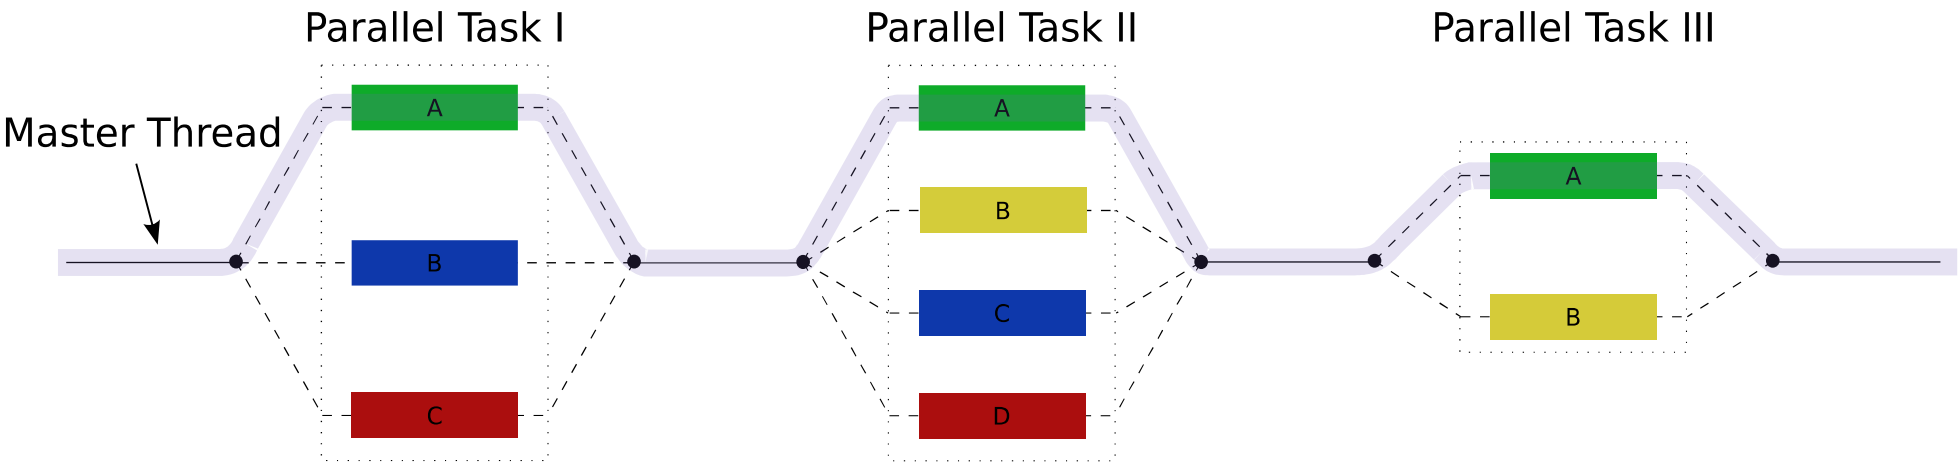 Parallel Task I
Parallel Task II
Parallel Task III
Master Thread
A
B
C
A
B
C
D
A
B